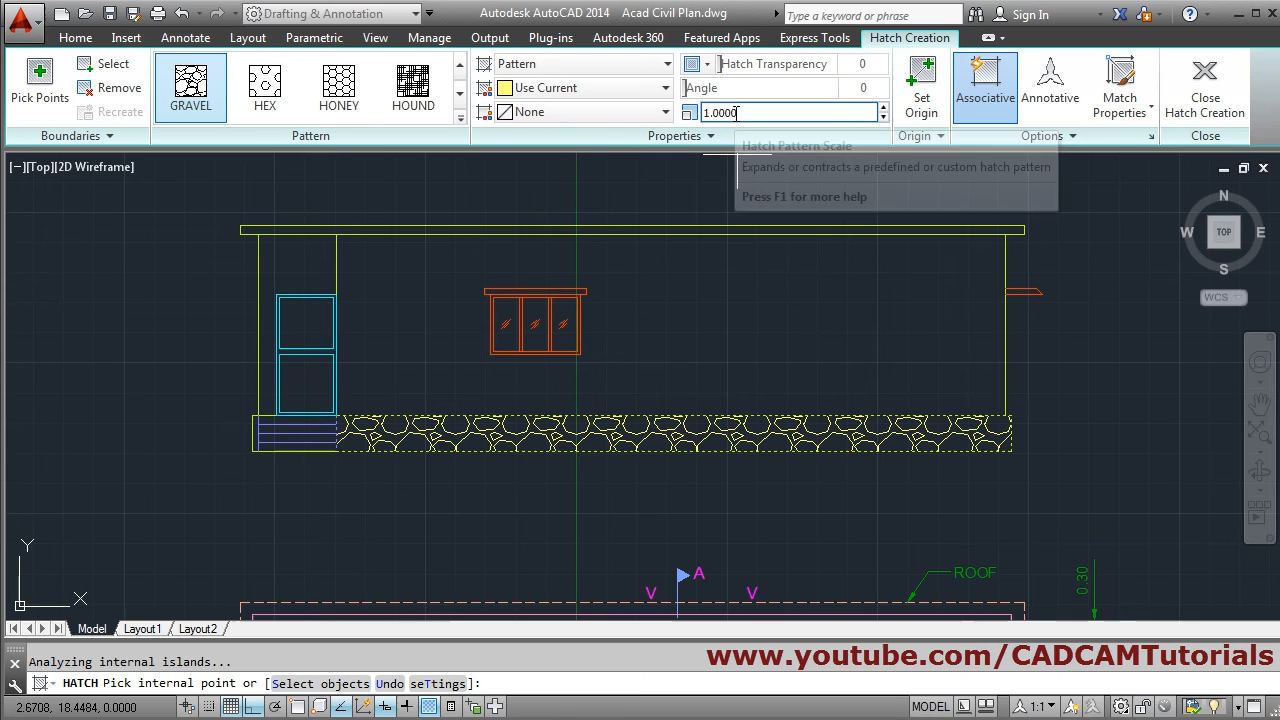 Drafting & Annotation
Autodesk AutoCAD 2014 Acad Civil Plan.dwg
Type a keyword or phrase
Sign In
Home Insert Annotate Layout Parametric View Manage Output Plug-ins Autodesk 360 Featured Apps Express Tools Hatch Creation
Pick Points
Select
Remove
Recreate
Boundaries
GRAVEL HEX HONEY HOUND
Pattern
Pattern
Use Current
None
Hatch Transparency 0
Angle 0
1.0000
Properties
Set
Origin
Origin
Associative
Annotative
Match
Properties
Options
Close
Hatch Creation
Close
Hatch Pattern Scale
Expands or contracts a predefined or custom hatch pattern
Press F1 for more help
[−][Top][2D Wireframe]
N
W TOP E
S
WCS
Y
X
A
V V
ROOF
0.30
Model Layout1 Layout2
Analyzing internal islands...
HATCH Pick internal point or [Select objects Undo seTtings]:
www.youtube.com/CADCAMTutorials
2.6708, 18.4484, 0.0000
MODEL
1:1